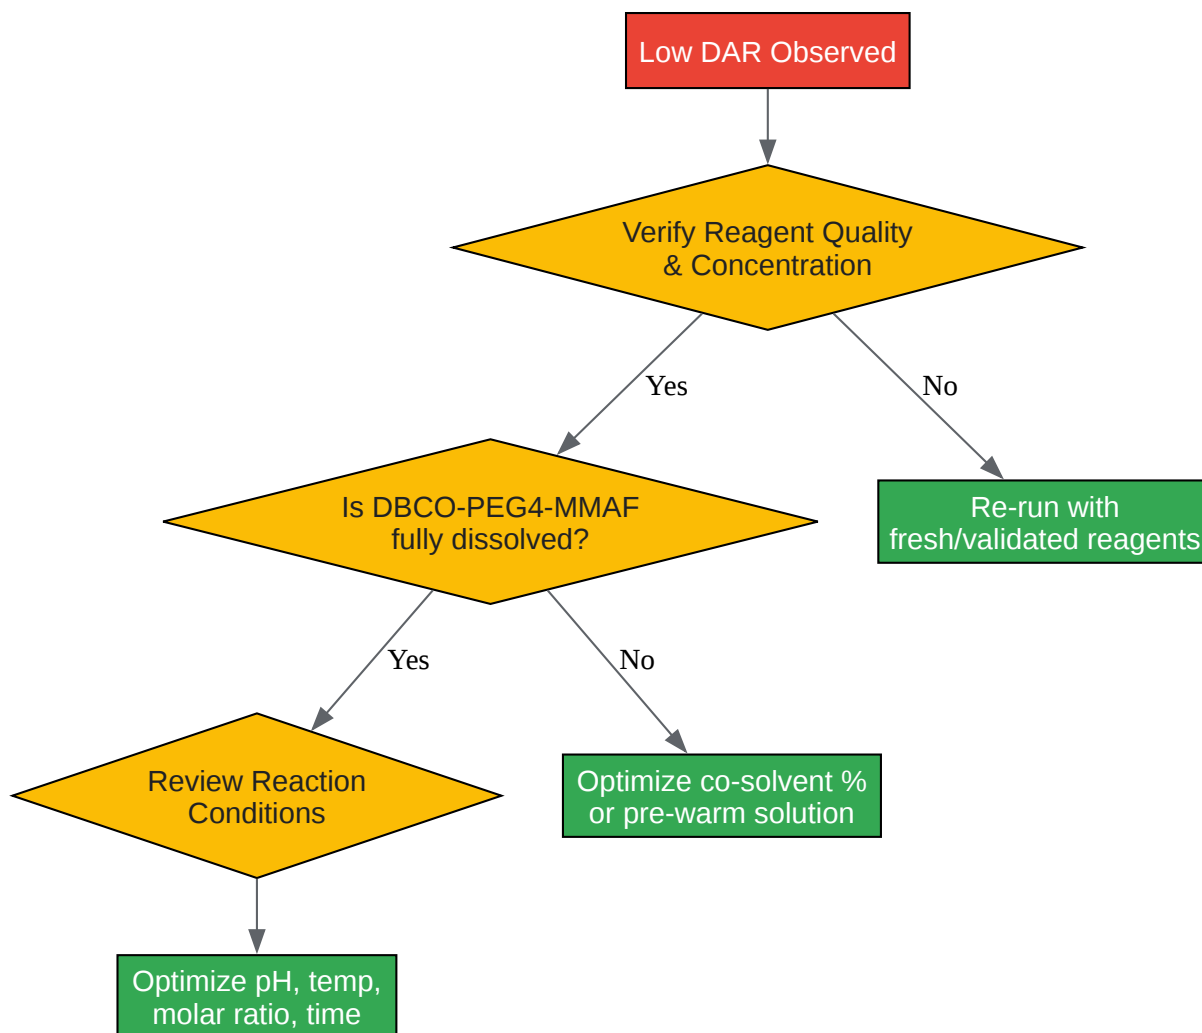 Low DAR Observed
Verify Reagent Quality
& Concentration
Yes
No
Is DBCO-PEG4-MMAF
fully dissolved?
Re-run with
fresh/validated reagents
Yes
No
Review Reaction
Conditions
Optimize co-solvent %
or pre-warm solution
Optimize pH, temp,
molar ratio, time